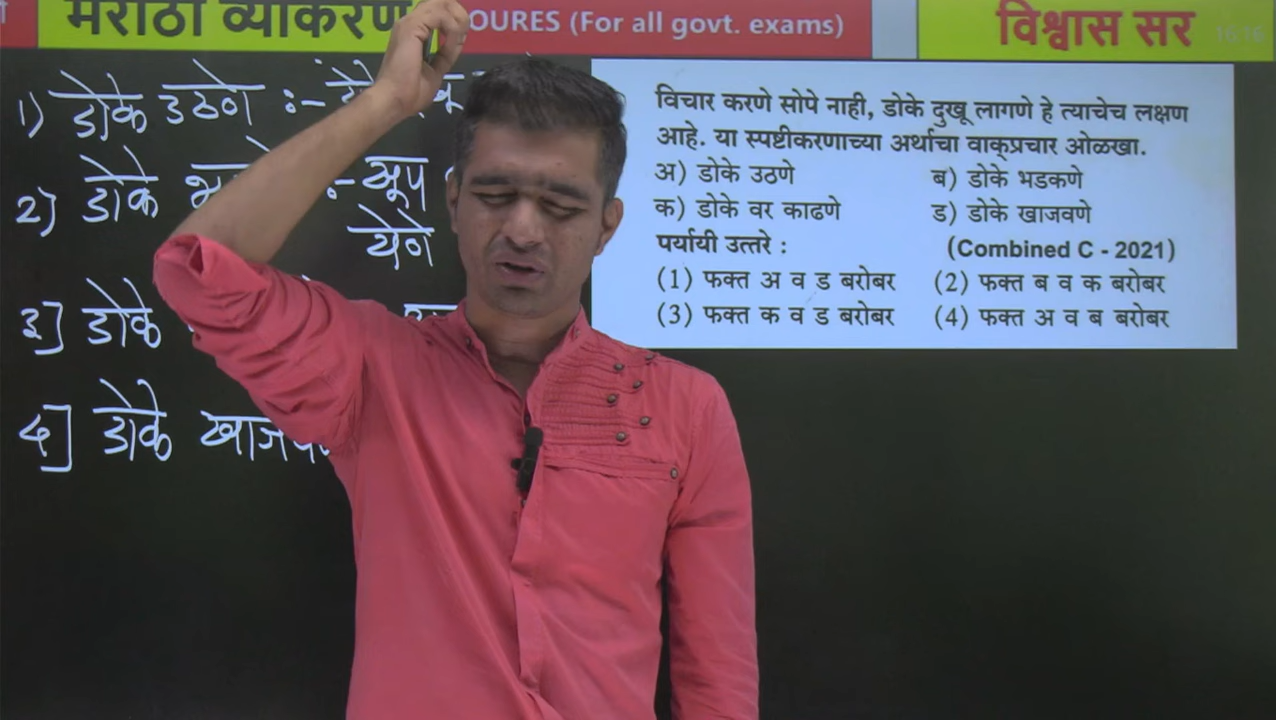 मराठी व्याकरण
OURES (For all govt. exams)
विश्वास सर
16:16
1) डोके उठणे :-
2) डोके :- खूप
येणे
3] डोके
4] डोके
विचार करणे सोपे नाही, डोके दुखू लागणे हे त्याचेच लक्षण
आहे. या स्पष्टीकरणाच्या अर्थाचा वाक्‌प्रचार ओळखा.
अ) डोके उठणे ब) डोके भडकणे
क) डोके वर काढणे ड) डोके खाजवणे
पर्यायी उत्तरे : (Combined C - 2021)
(1) फक्त अ व ड बरोबर (2) फक्त ब व क बरोबर
(3) फक्त क व ड बरोबर (4) फक्त अ व ब बरोबर